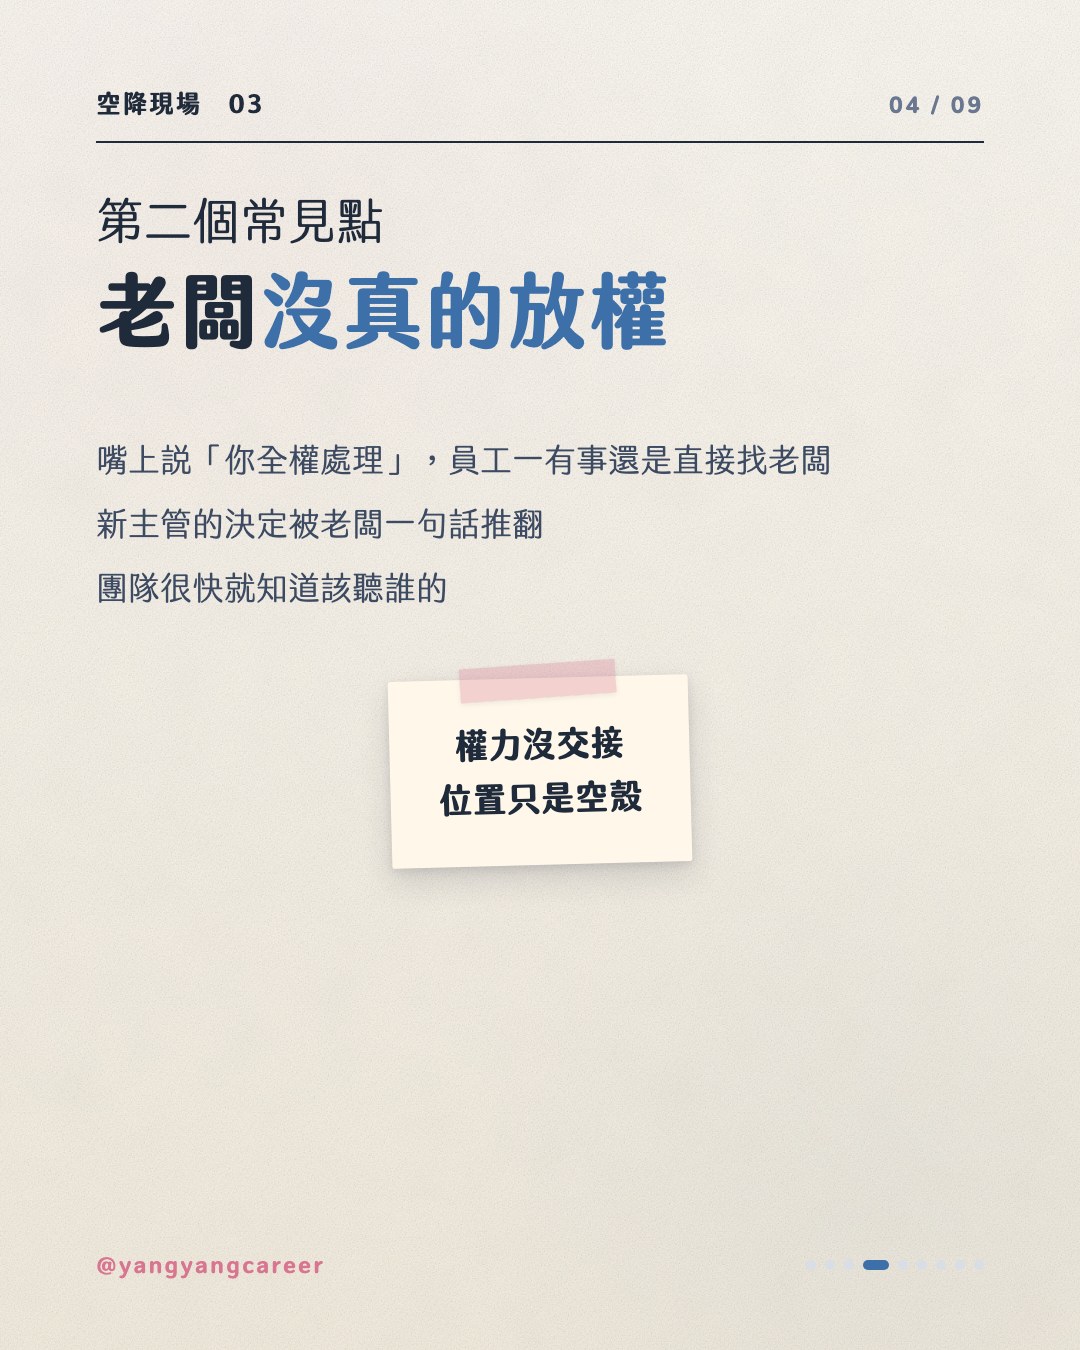 空降現場 03
04 / 09
第二個常見點
老闆沒真的放權
嘴上説「你全權處理」，員工一有事還是直接找老闆
新主管的決定被老闆一句話推翻
團隊很快就知道該聽誰的
權力沒交接
位置只是空殼
@yangyangcareer